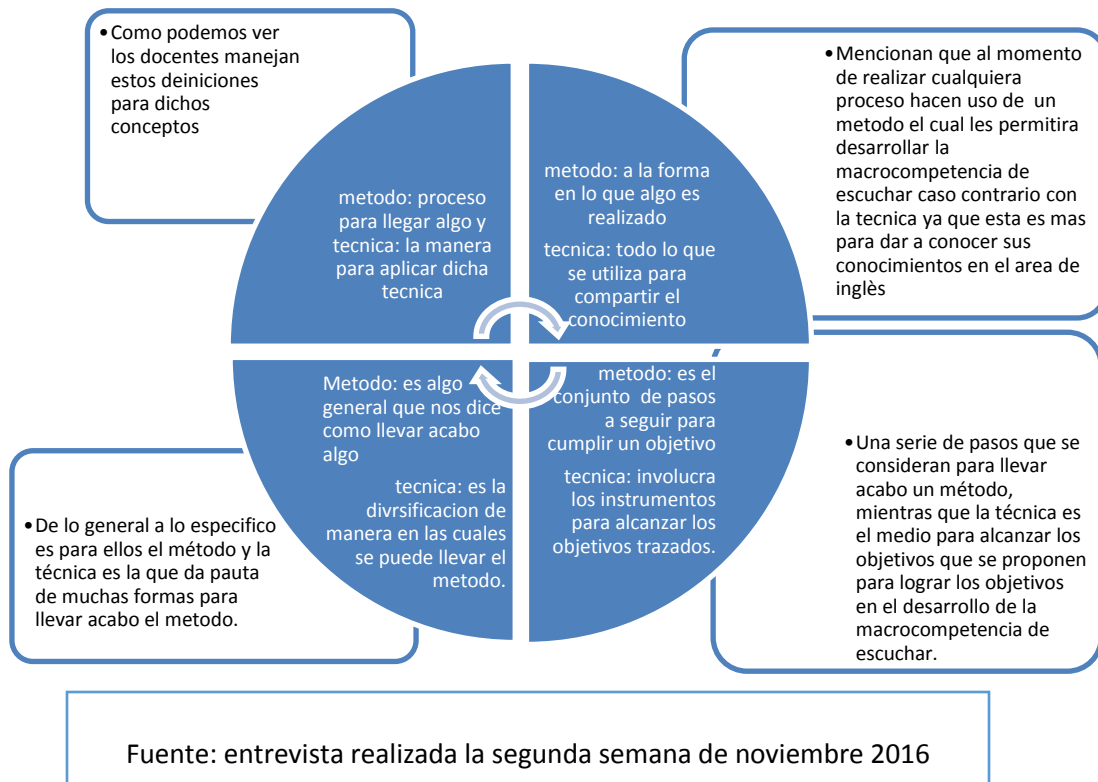 •Como podemos ver
los docentes manejan
estos deiniciones
para dichos
conceptos
•Mencionan que al momento
de realizar cualquiera
proceso hacen uso de un
metodo el cual les permitira
desarrollar la
macrocompetencia de
escuchar caso contrario con
la tecnica ya que esta es mas
para dar a conocer sus
conocimientos en el area de
inglès
metodo: proceso
para llegar algo y
tecnica: la manera
para aplicar dicha
tecnica
metodo: a la forma
en lo que algo es
realizado
tecnica: todo lo que
se utiliza para
compartir el
conocimiento
Metodo: es algo
general que nos dice
como llevar acabo
algo
tecnica: es la
divrsificacion de
manera en las cuales
se puede llevar el
metodo.
metodo: es el
conjunto de pasos
a seguir para
cumplir un objetivo
tecnica: involucra
los instrumentos
para alcanzar los
objetivos trazados.
•De lo general a lo especifico
es para ellos el método y la
técnica es la que da pauta
de muchas formas para
llevar acabo el metodo.
•Una serie de pasos que se
consideran para llevar
acabo un método,
mientras que la técnica es
el medio para alcanzar los
objetivos que se proponen
para lograr los objetivos
en el desarrollo de la
macrocompetencia de
escuchar.
Fuente: entrevista realizada la segunda semana de noviembre 2016